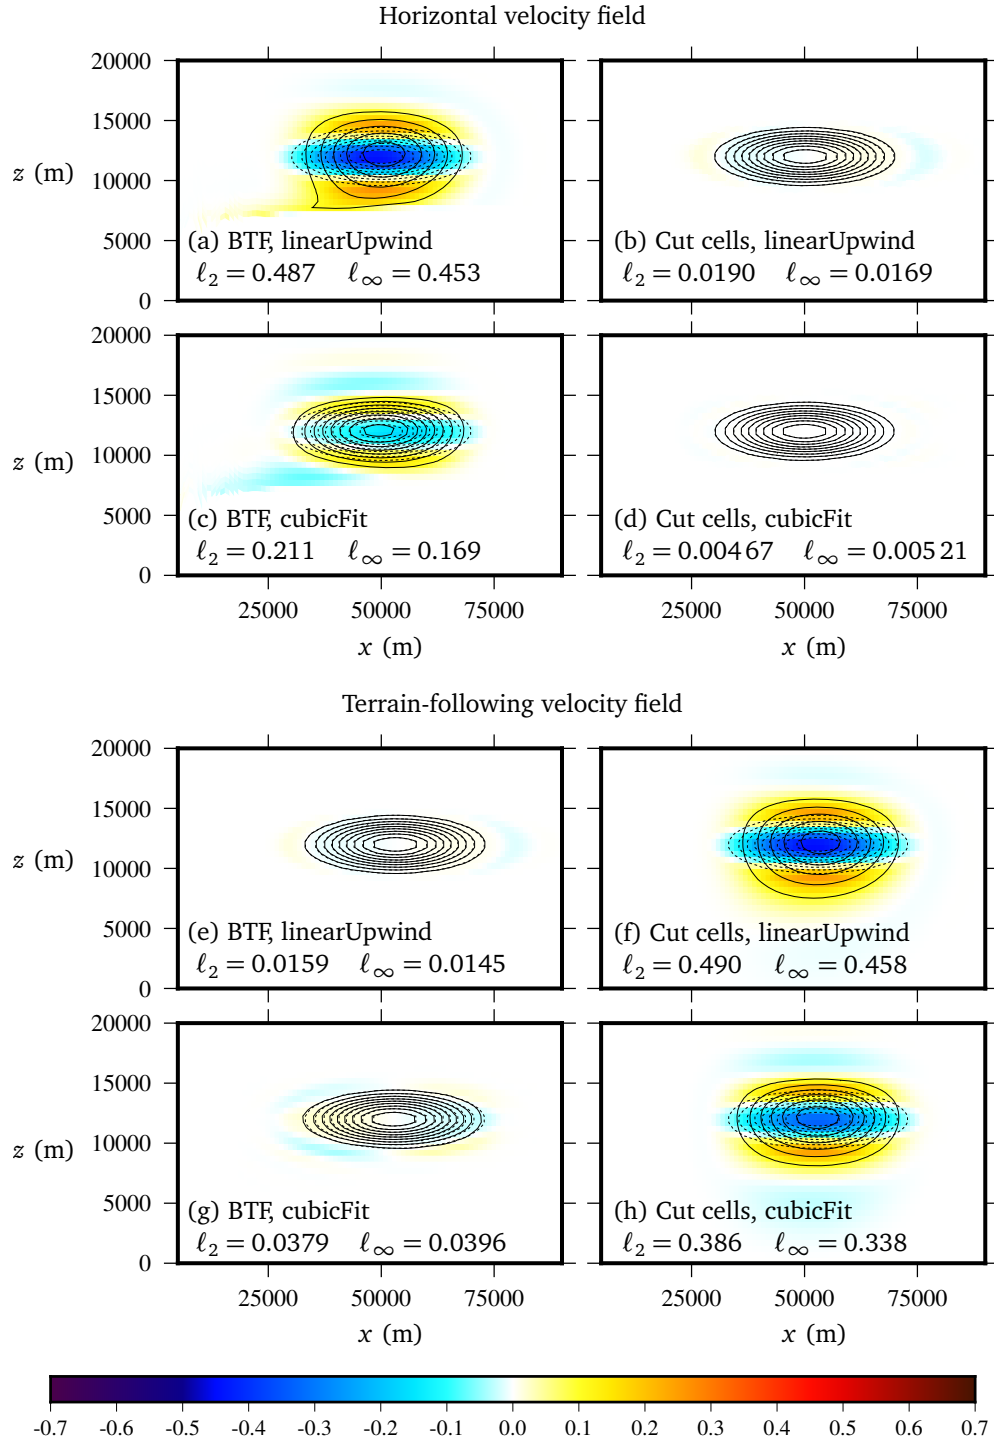 Horizontal velocity field
20000
15000
z (m)
10000
5000
0
(a) BTF, linearUpwind
ℓ₂ = 0.487 ℓ∞ = 0.453
(b) Cut cells, linearUpwind
ℓ₂ = 0.0190 ℓ∞ = 0.0169
20000
15000
z (m)
10000
5000
0
(c) BTF, cubicFit
ℓ₂ = 0.211 ℓ∞ = 0.169
(d) Cut cells, cubicFit
ℓ₂ = 0.00467 ℓ∞ = 0.00521
25000 50000 75000
x (m)
25000 50000 75000
x (m)
Terrain-following velocity field
20000
15000
z (m)
10000
5000
0
(e) BTF, linearUpwind
ℓ₂ = 0.0159 ℓ∞ = 0.0145
(f) Cut cells, linearUpwind
ℓ₂ = 0.490 ℓ∞ = 0.458
20000
15000
z (m)
10000
5000
0
(g) BTF, cubicFit
ℓ₂ = 0.0379 ℓ∞ = 0.0396
(h) Cut cells, cubicFit
ℓ₂ = 0.386 ℓ∞ = 0.338
25000 50000 75000
x (m)
25000 50000 75000
x (m)
-0.7 -0.6 -0.5 -0.4 -0.3 -0.2 -0.1 0.0 0.1 0.2 0.3 0.4 0.5 0.6 0.7